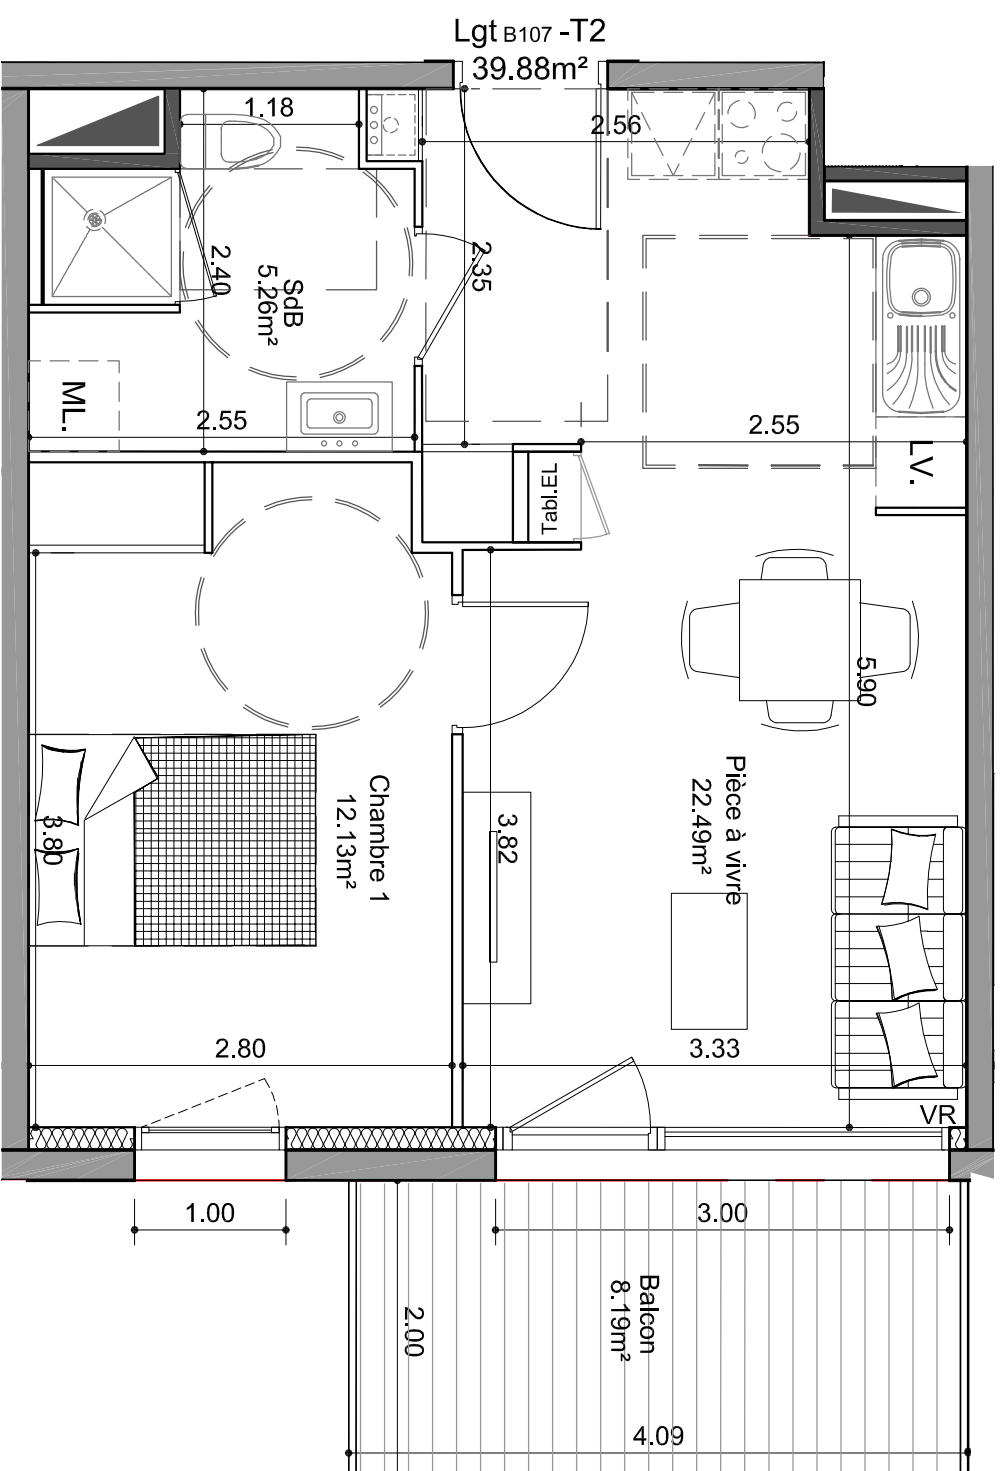 Lgt B107 -T2
39.88m²
1.18
2.56
2.40
SdB
5.26m²
2.35
ML.
2.55
2.55
LV.
Tabl.EL
5.90
Chambre 1
12.13m²
3.80
3.82
Pièce à vivre
22.49m²
2.80
3.33
VR
1.00
3.00
Balcon
8.19m²
2.00
4.09